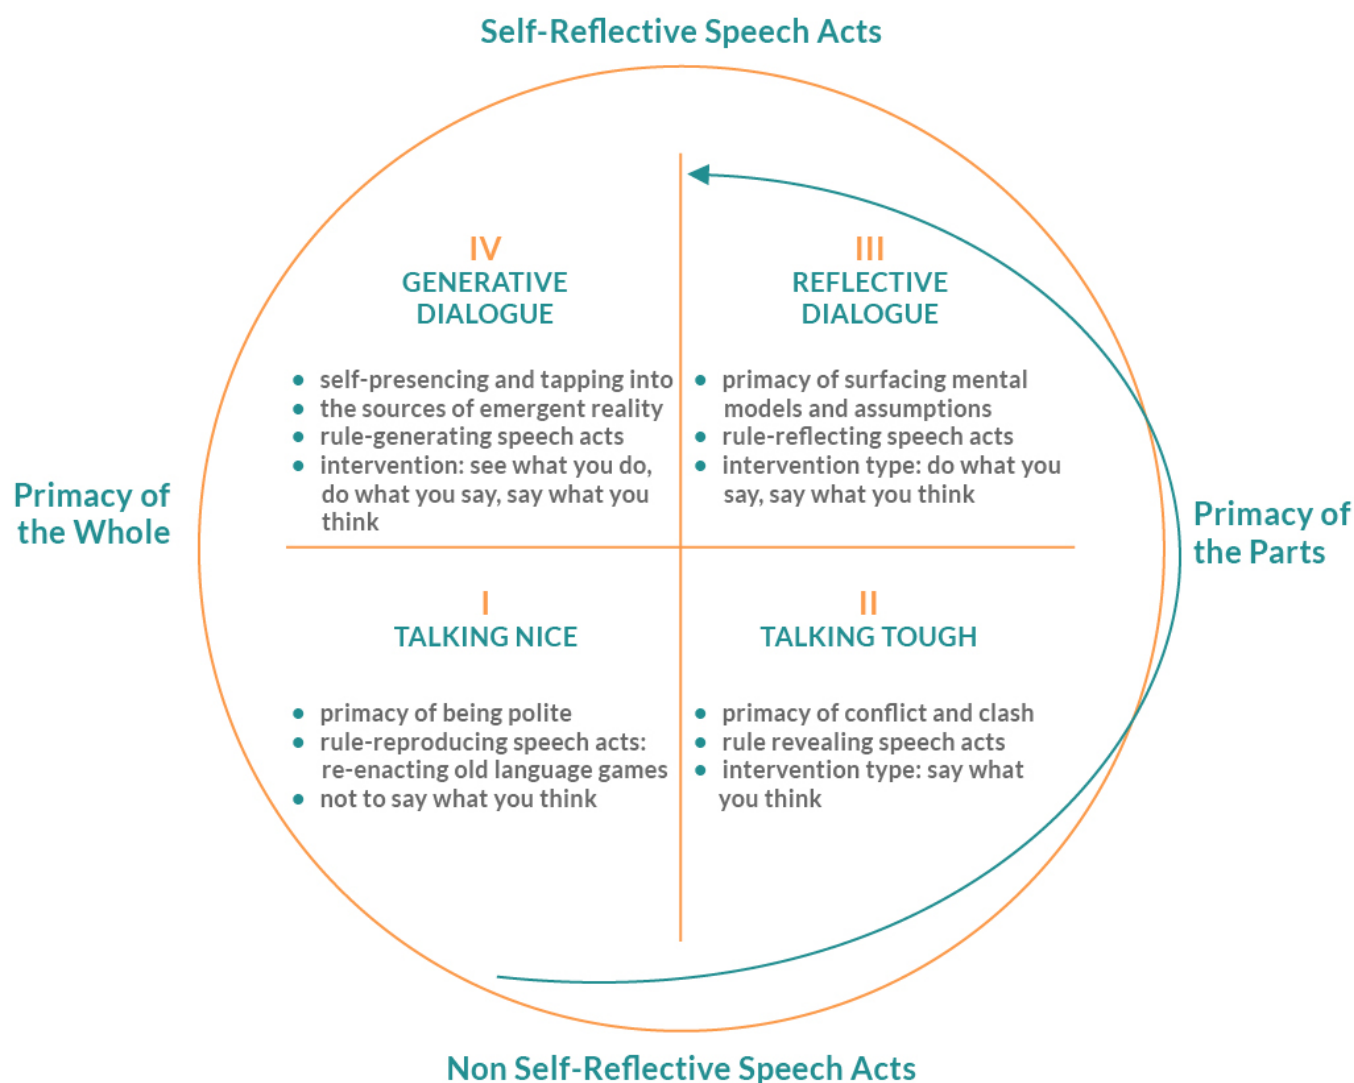 Self-Reflective Speech Acts
IV
GENERATIVE
DIALOGUE
• self-presencing and tapping into
• the sources of emergent reality
• rule-generating speech acts
• intervention: see what you do,
do what you say, say what you
think
III
REFLECTIVE
DIALOGUE
• primacy of surfacing mental
models and assumptions
• rule-reflecting speech acts
• intervention type: do what you
say, say what you think
Primacy of
the Whole
Primacy of
the Parts
I
TALKING NICE
• primacy of being polite
• rule-reproducing speech acts:
re-enacting old language games
• not to say what you think
II
TALKING TOUGH
• primacy of conflict and clash
• rule revealing speech acts
• intervention type: say what
you think
Non Self-Reflective Speech Acts